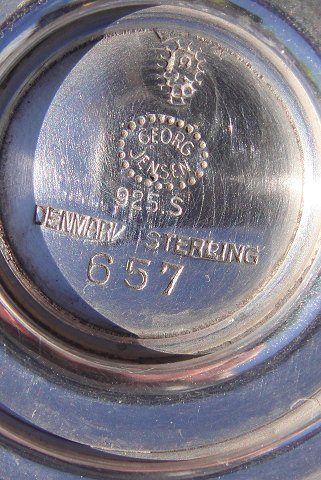 GEORG
JENSEN
925.S
DENMARK STERLING
657